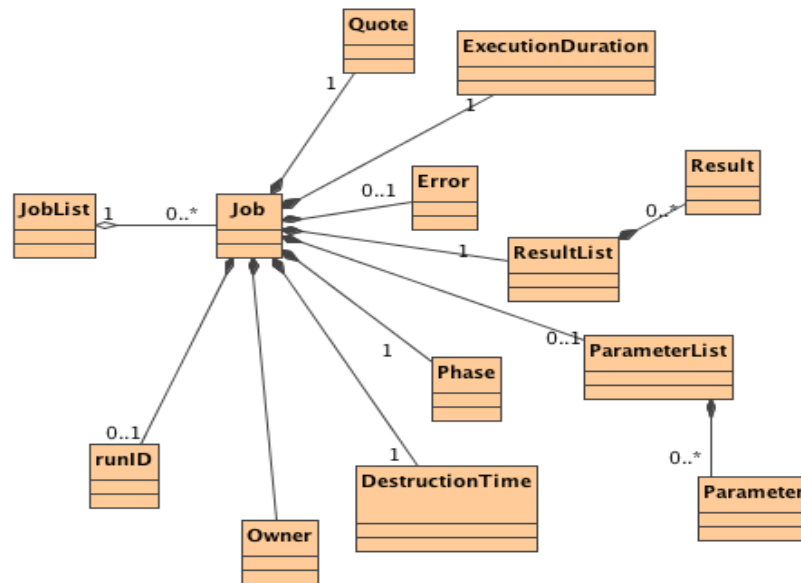 Quote
ExecutionDuration
1
1
Error
0..1
Result
0..*
JobList
1
0..*
Job
1
ResultList
0..1
ParameterList
1
Phase
0..1
runID
1
DestructionTime
0..*
Parameter
Owner